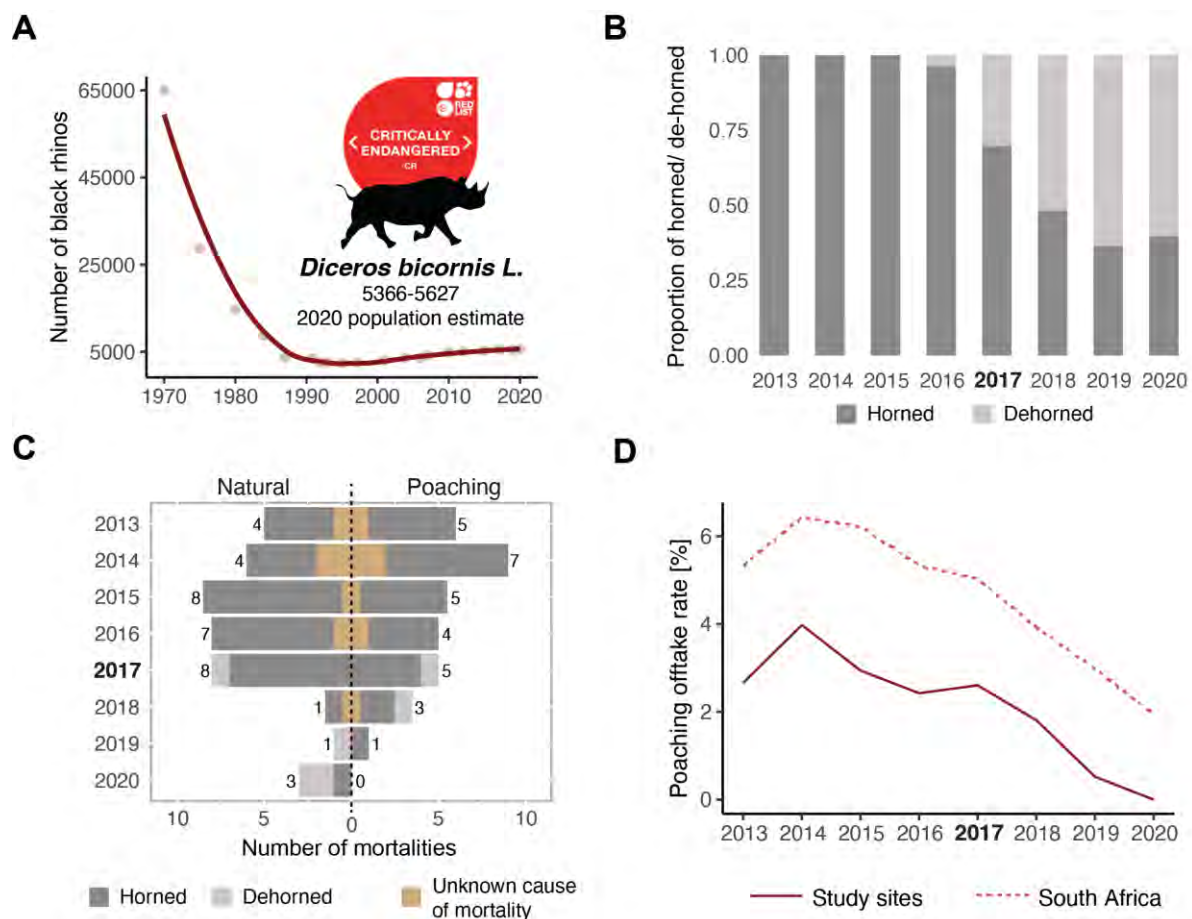 A
Number of black rhinos
65000
45000
25000
5000
1970 1980 1990 2000 2010 2020
RED
LIST
< CRITICALLY
ENDANGERED >
CR
Diceros bicornis L.
5366-5627
2020 population estimate
B
Proportion of horned/ de-horned
1.00
0.75
0.50
0.25
0.00
2013 2014 2015 2016 2017 2018 2019 2020
Horned Dehorned
C
Natural Poaching
2013 4 5
2014 4 7
2015 8 5
2016 7 4
2017 8 5
2018 1 3
2019 1 1
2020 3 0
10 5 0 5 10
Number of mortalities
Horned Dehorned Unknown cause
of mortality
D
Poaching offtake rate [%]
6
4
2
0
2013 2014 2015 2016 2017 2018 2019 2020
Study sites South Africa